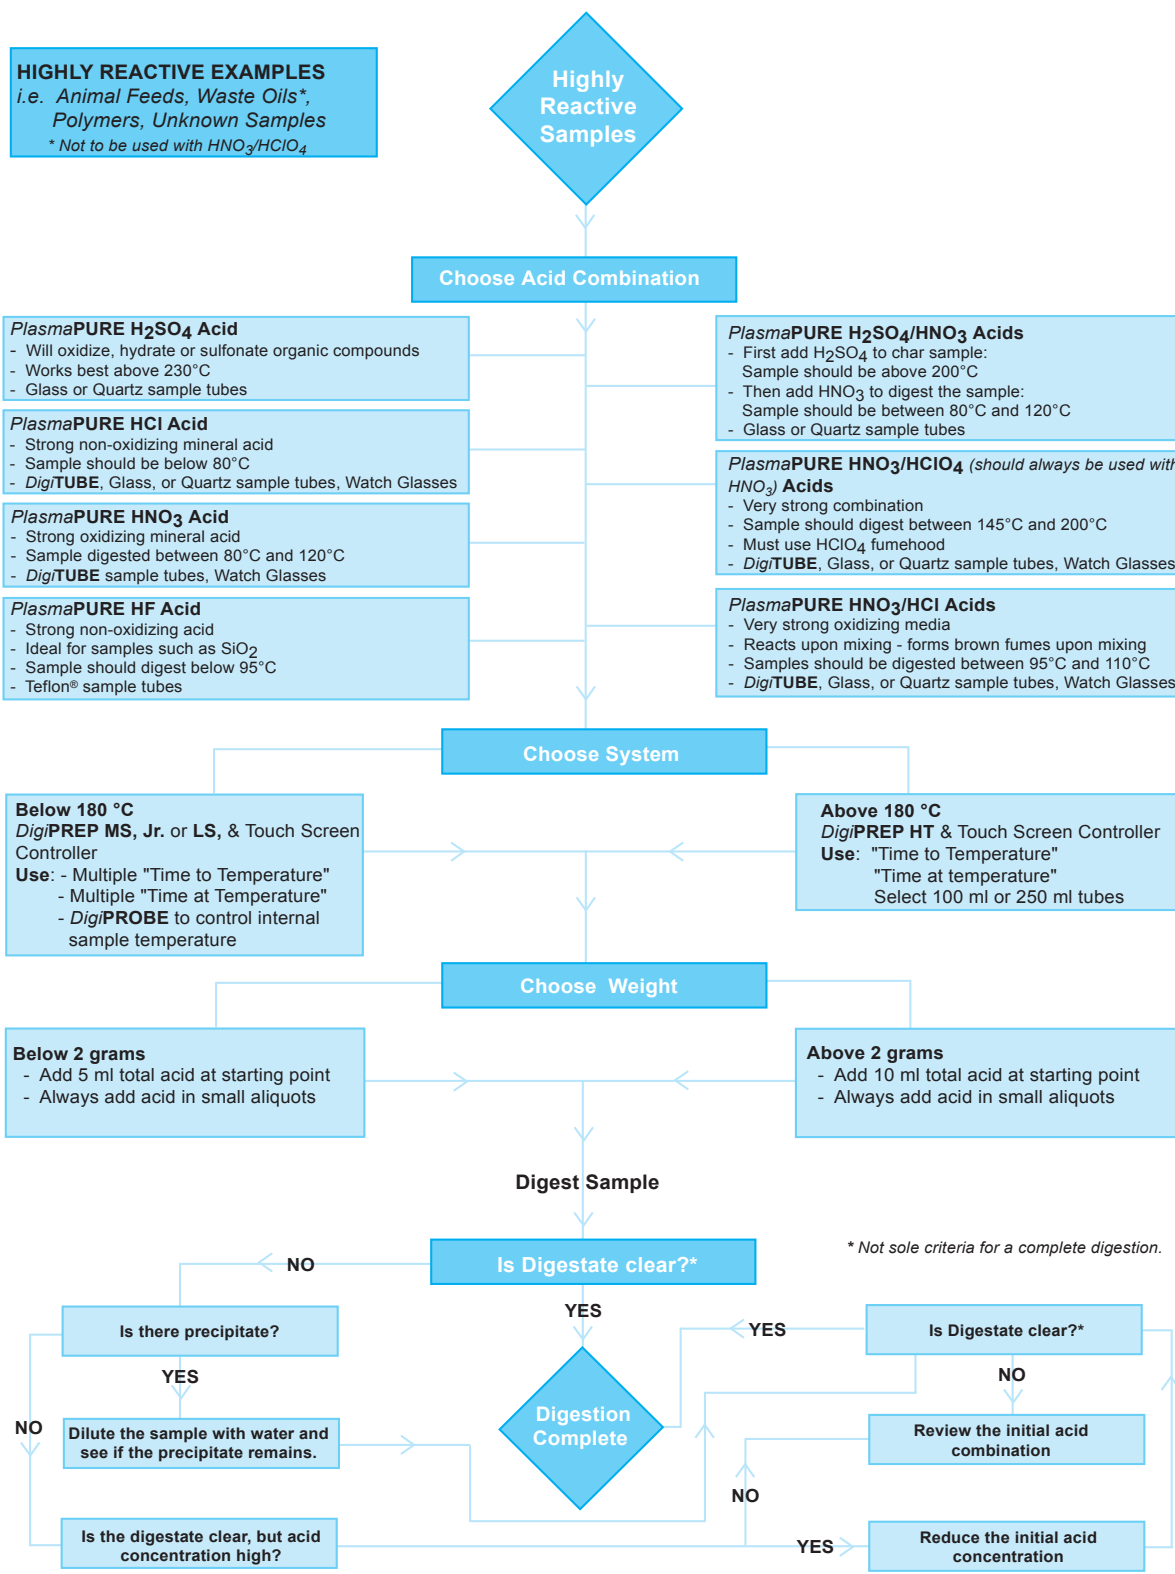 HIGHLY REACTIVE EXAMPLES
i.e. Animal Feeds, Waste Oils*,
Polymers, Unknown Samples
* Not to be used with HNO3/HClO4
Highly
Reactive
Samples
Choose Acid Combination
PlasmaPURE H2SO4 Acid
- Will oxidize, hydrate or sulfonate organic compounds
- Works best above 230°C
- Glass or Quartz sample tubes
PlasmaPURE HCl Acid
- Strong non-oxidizing mineral acid
- Sample should be below 80°C
- DigiTUBE, Glass, or Quartz sample tubes, Watch Glasses
PlasmaPURE HNO3 Acid
- Strong oxidizing mineral acid
- Sample digested between 80°C and 120°C
- DigiTUBE sample tubes, Watch Glasses
PlasmaPURE HF Acid
- Strong non-oxidizing acid
- Ideal for samples such as SiO2
- Sample should digest below 95°C
- Teflon® sample tubes
PlasmaPURE H2SO4/HNO3 Acids
- First add H2SO4 to char sample:
Sample should be above 200°C
- Then add HNO3 to digest the sample:
Sample should be between 80°C and 120°C
- Glass or Quartz sample tubes
PlasmaPURE HNO3/HClO4 (should always be used with
HNO3) Acids
- Very strong combination
- Sample should digest between 145°C and 200°C
- Must use HClO4 fumehood
- DigiTUBE, Glass, or Quartz sample tubes, Watch Glasses
PlasmaPURE HNO3/HCl Acids
- Very strong oxidizing media
- Reacts upon mixing - forms brown fumes upon mixing
- Samples should be digested between 95°C and 110°C
- DigiTUBE, Glass, or Quartz sample tubes, Watch Glasses
Choose System
Below 180 °C
DigiPREP MS, Jr. or LS, & Touch Screen
Controller
Use: - Multiple "Time to Temperature"
- Multiple "Time at Temperature"
- DigiPROBE to control internal
sample temperature
Above 180 °C
DigiPREP HT & Touch Screen Controller
Use: "Time to Temperature"
"Time at temperature"
Select 100 ml or 250 ml tubes
Choose Weight
Below 2 grams
- Add 5 ml total acid at starting point
- Always add acid in small aliquots
Above 2 grams
- Add 10 ml total acid at starting point
- Always add acid in small aliquots
Digest Sample
* Not sole criteria for a complete digestion.
Is Digestate clear?*
NO
YES
Is there precipitate?
YES
NO
Dilute the sample with water and
see if the precipitate remains.
Is the digestate clear, but acid
concentration high?
Digestion
Complete
YES
Is Digestate clear?*
NO
Review the initial acid
combination
NO
YES
Reduce the initial acid
concentration